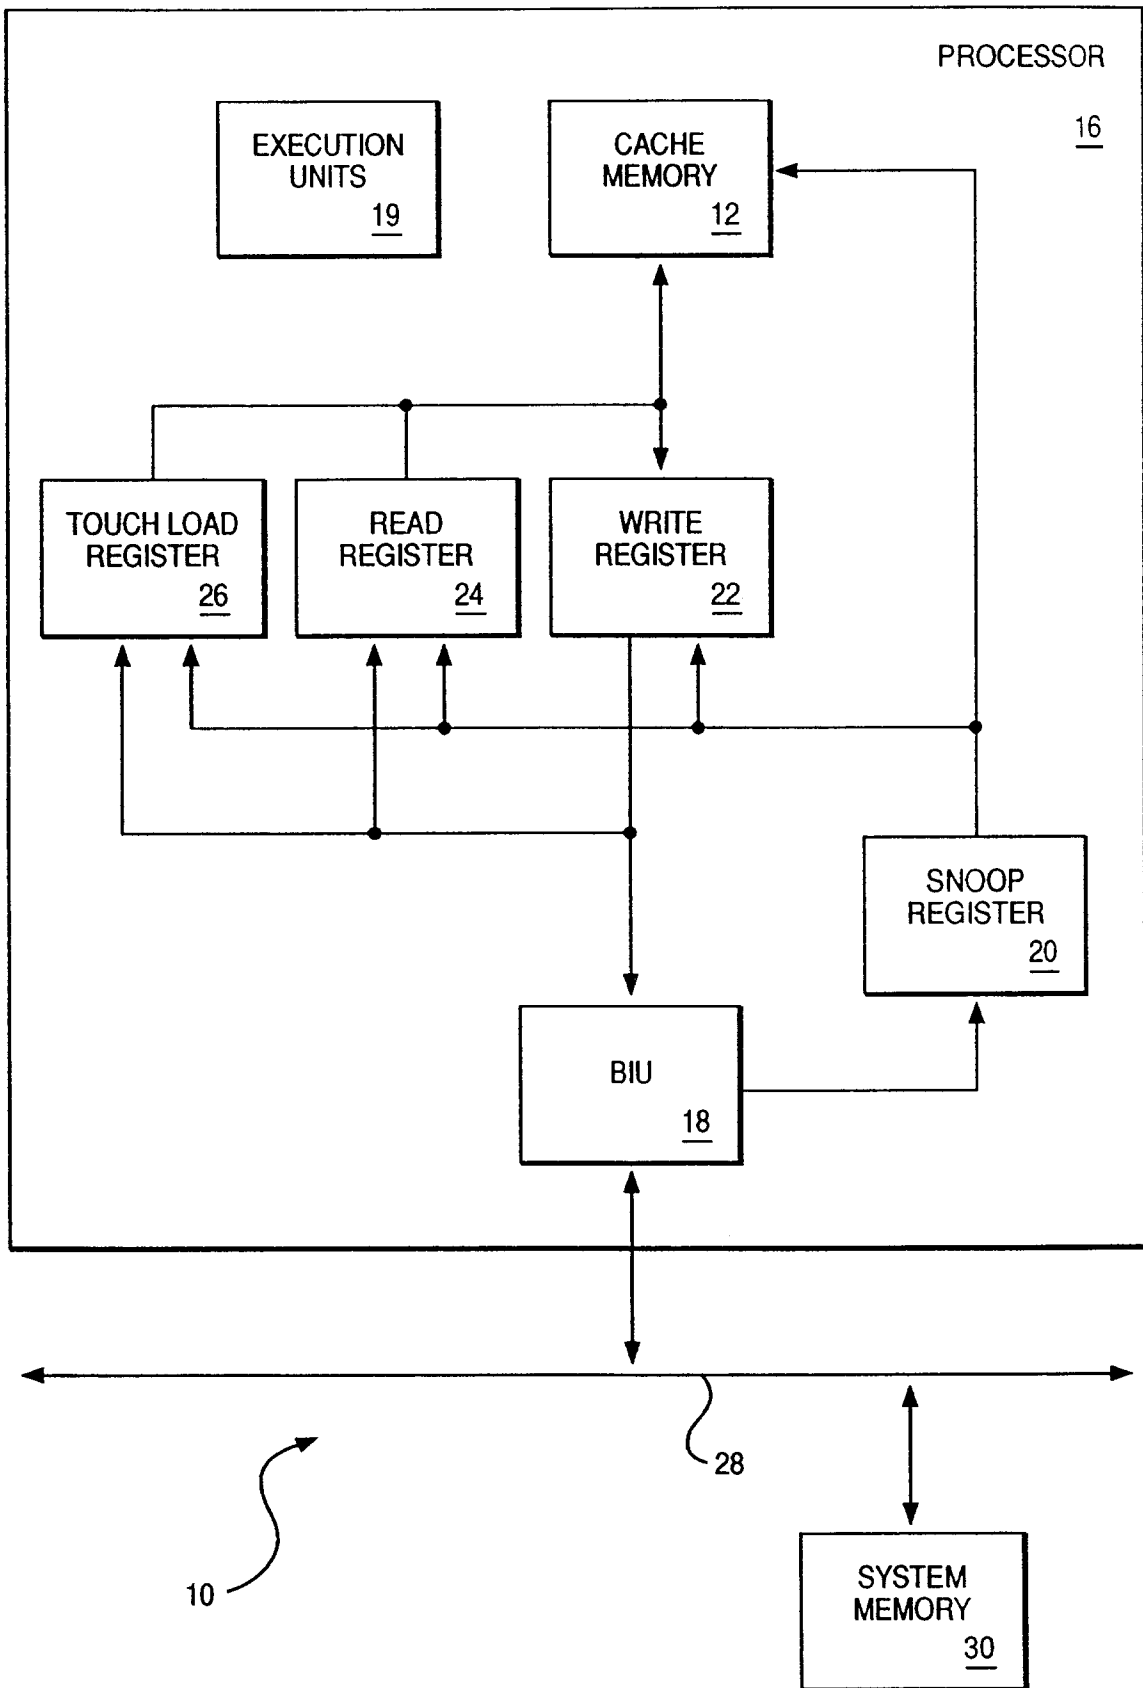 PROCESSOR
16
EXECUTION
UNITS
19
CACHE
MEMORY
12
TOUCH LOAD
REGISTER
26
READ
REGISTER
24
WRITE
REGISTER
22
SNOOP
REGISTER
20
BIU
18
28
10
SYSTEM
MEMORY
30